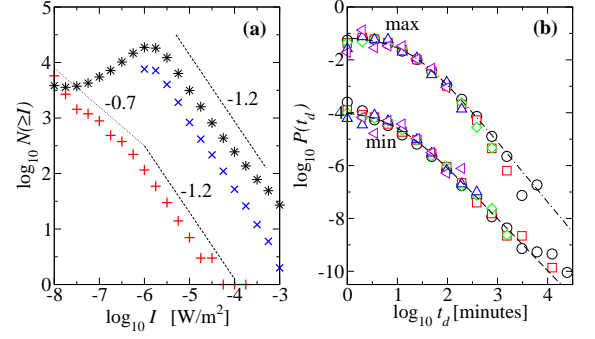 (a)
(b)
5
4
3
2
1
0
log10 N(≥I)
-0.7
-1.2
-1.2
-8 -7 -6 -5 -4 -3
log10 I [W/m²]
max
min
0
-2
-4
-6
-8
-10
log10 P(td)
0 1 2 3 4
log10 td [minutes]